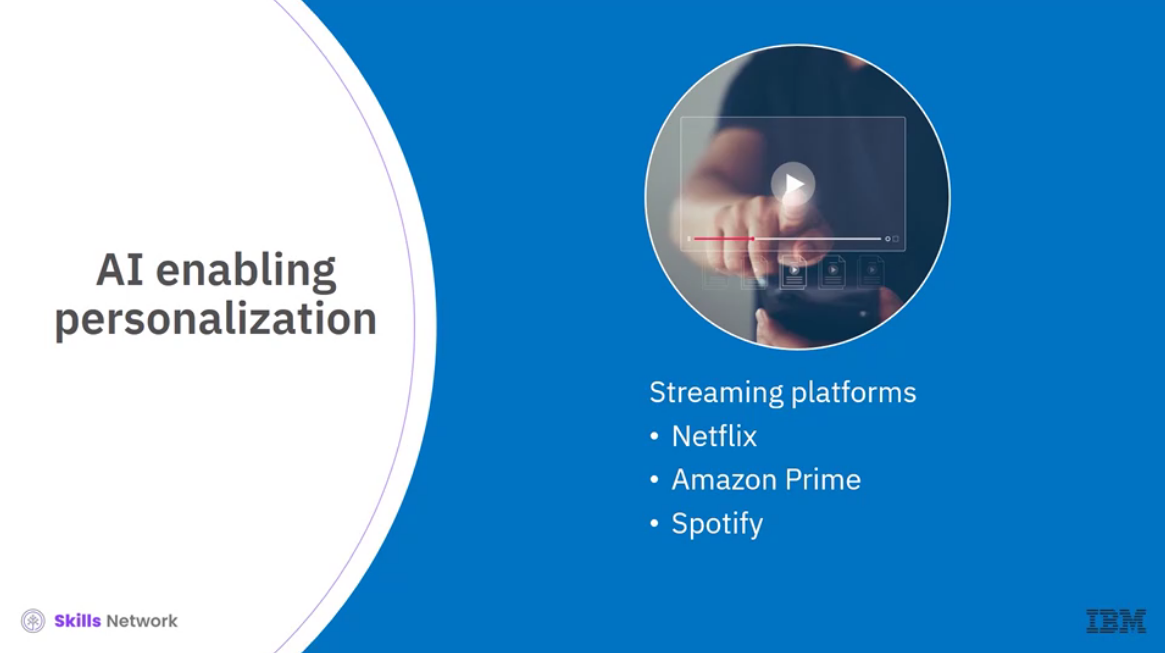 AI enabling
personalization
Streaming platforms
• Netflix
• Amazon Prime
• Spotify
Skills Network
IBM